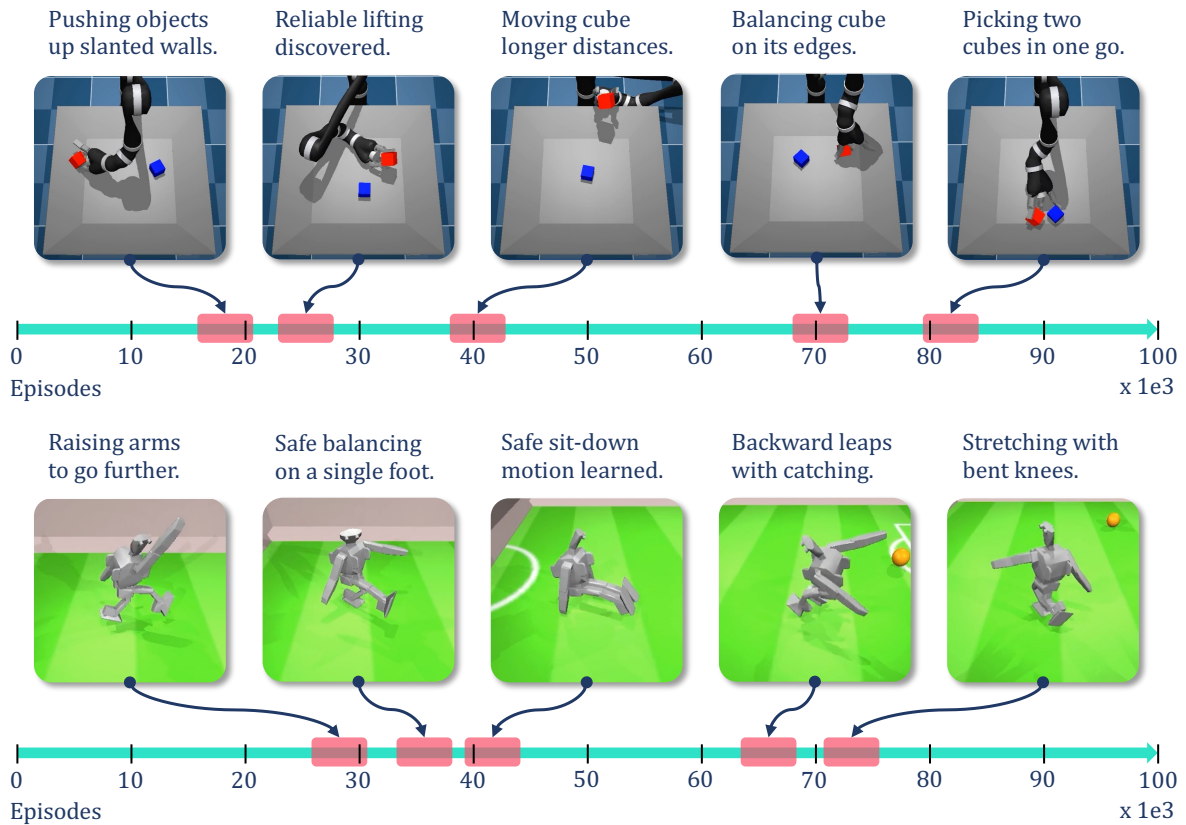 Pushing objects
up slanted walls.
Reliable lifting
discovered.
Moving cube
longer distances.
Balancing cube
on its edges.
Picking two
cubes in one go.
0 10 20 30 40 50 60 70 80 90 100
Episodes x 1e3
Raising arms
to go further.
Safe balancing
on a single foot.
Safe sit-down
motion learned.
Backward leaps
with catching.
Stretching with
bent knees.
0 10 20 30 40 50 60 70 80 90 100
Episodes x 1e3